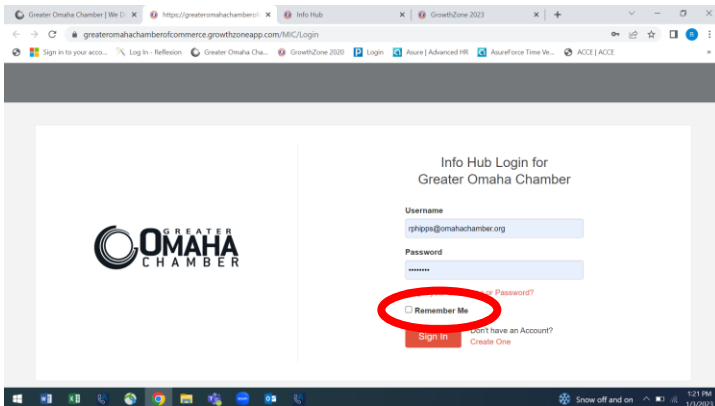 Greater Omaha Chamber | We D
https://greateromahachamberof
Info Hub
GrowthZone 2023
greateromahachamberofcommerce.growthzoneapp.com/MIC/Login
Sign in to your acco...
Log In - Reflexion
Greater Omaha Cha...
GrowthZone 2020
Login
Asure | Advanced HR
AsureForce Time Ve...
ACCE | ACCE
Info Hub Login for
Greater Omaha Chamber
GREATER
OMAHA
CHAMBER
Username
rphipps@omahachamber.org
Password
or Password?
Remember Me
Sign In
Don't have an Account?
Create One
Snow off and on
1:21 PM
1/3/2023